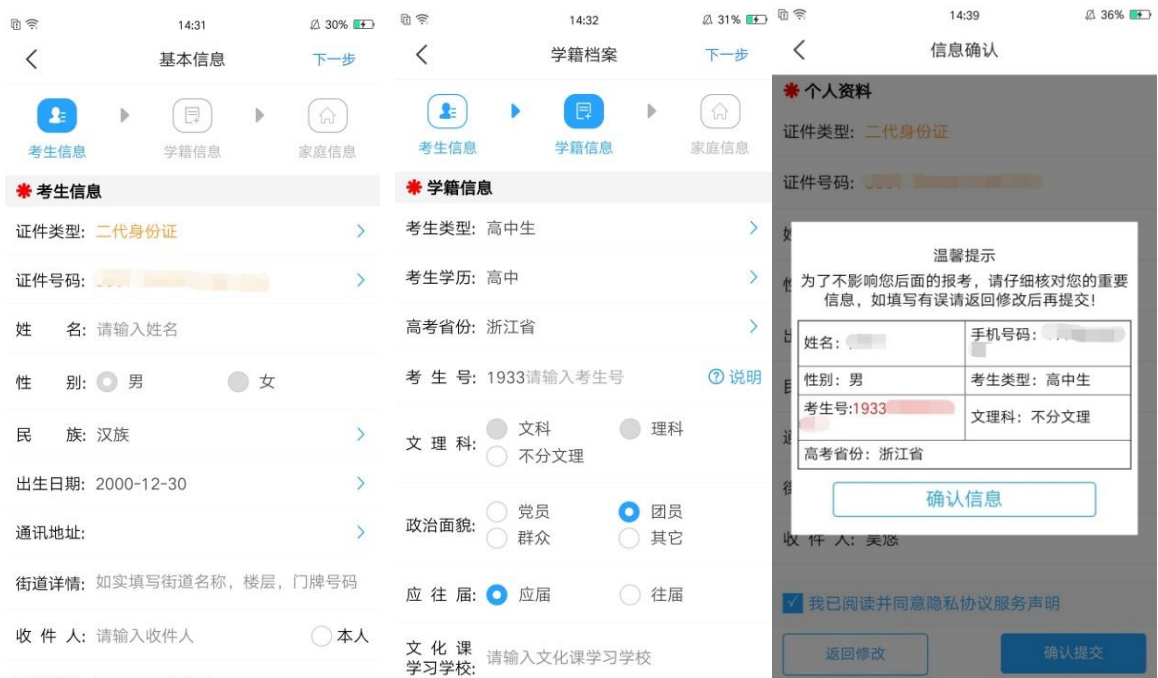 14:31
30%
基本信息
下一步
考生信息
学籍信息
家庭信息
考生信息
证件类型: 二代身份证
证件号码:
姓 名: 请输入姓名
性 别: 男 女
民 族: 汉族
出生日期: 2000-12-30
通讯地址:
街道详情: 如实填写街道名称，楼层，门牌号码
收 件 人: 请输入收件人 本人
14:32
31%
学籍档案
下一步
考生信息
学籍信息
家庭信息
学籍信息
考生类型: 高中生
考生学历: 高中
高考省份: 浙江省
考 生 号: 1933请输入考生号 ? 说明
文 理 科: 文科 理科
不分文理
政治面貌: 党员 团员
群众 其它
应 往 届: 应届 往届
文 化 课
学习学校: 请输入文化课学习学校
14:39
36%
信息确认
个人资料
证件类型: 二代身份证
证件号码:
温馨提示
为了不影响您后面的报考，请仔细核对您的重要
信息，如填写有误请返回修改后再提交!
姓名:
手机号码:
性别: 男
考生类型: 高中生
考生号:1933
文理科: 不分文理
高考省份: 浙江省
确认信息
收 件 人: 吴悠
我已阅读并同意隐私协议服务声明
返回修改
确认提交